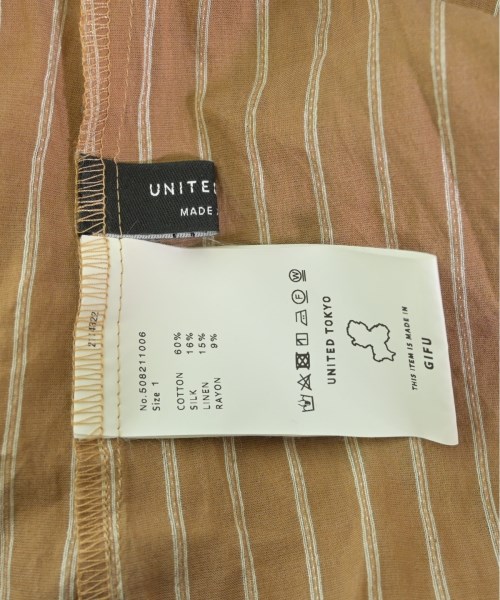 UNITED
MADE
No.508211006
Size 1
COTTON 60%
SILK 16%
LINEN 15%
RAYON 9%
UNITED TOKYO
THIS ITEM IS MADE IN
GIFU